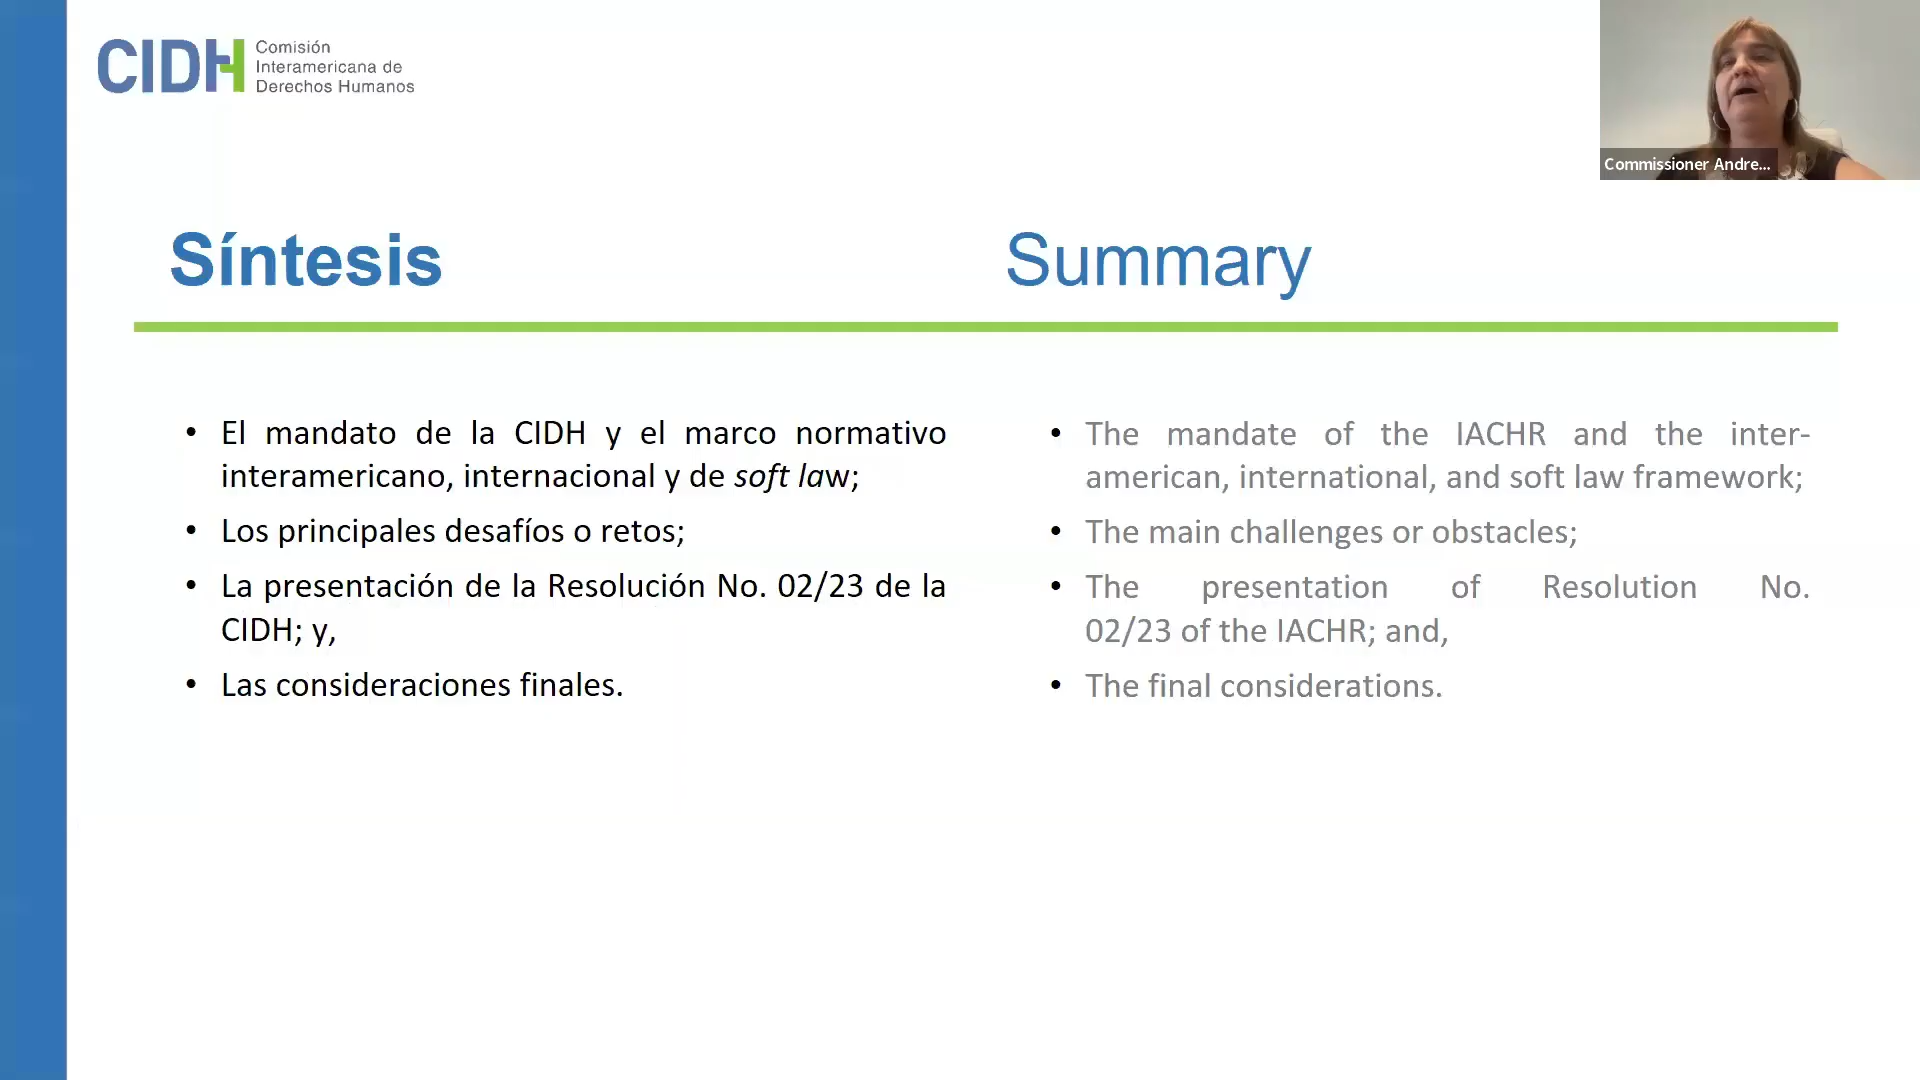 CIDH
Comisión
Interamericana de
Derechos Humanos
Commissioner Andre...
Síntesis
• El mandato de la CIDH y el marco normativo
interamericano, internacional y de soft law;
• Los principales desafíos o retos;
• La presentación de la Resolución No. 02/23 de la
CIDH; y,
• Las consideraciones finales.
Summary
• The mandate of the IACHR and the inter-
american, international, and soft law framework;
• The main challenges or obstacles;
• The presentation of Resolution No.
02/23 of the IACHR; and,
• The final considerations.